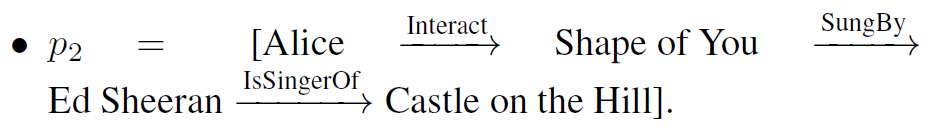 • p₂ = [Alice Interact⟶ Shape of You SungBy⟶
Ed Sheeran IsSingerOf⟶ Castle on the Hill].